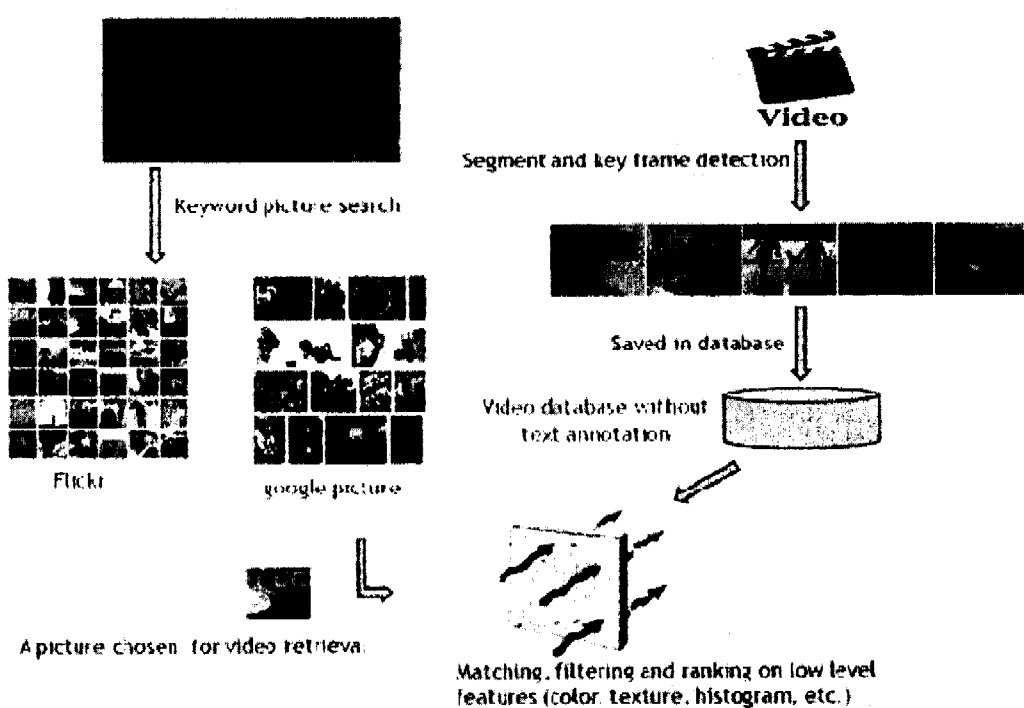 Keyword picture search
Flickr
google picture
A picture chosen for video retrieval
Video
Segment and key frame detection
Saved in database
Video database without
text annotation
Matching, filtering and ranking on low level
features (color, texture, histogram, etc.)